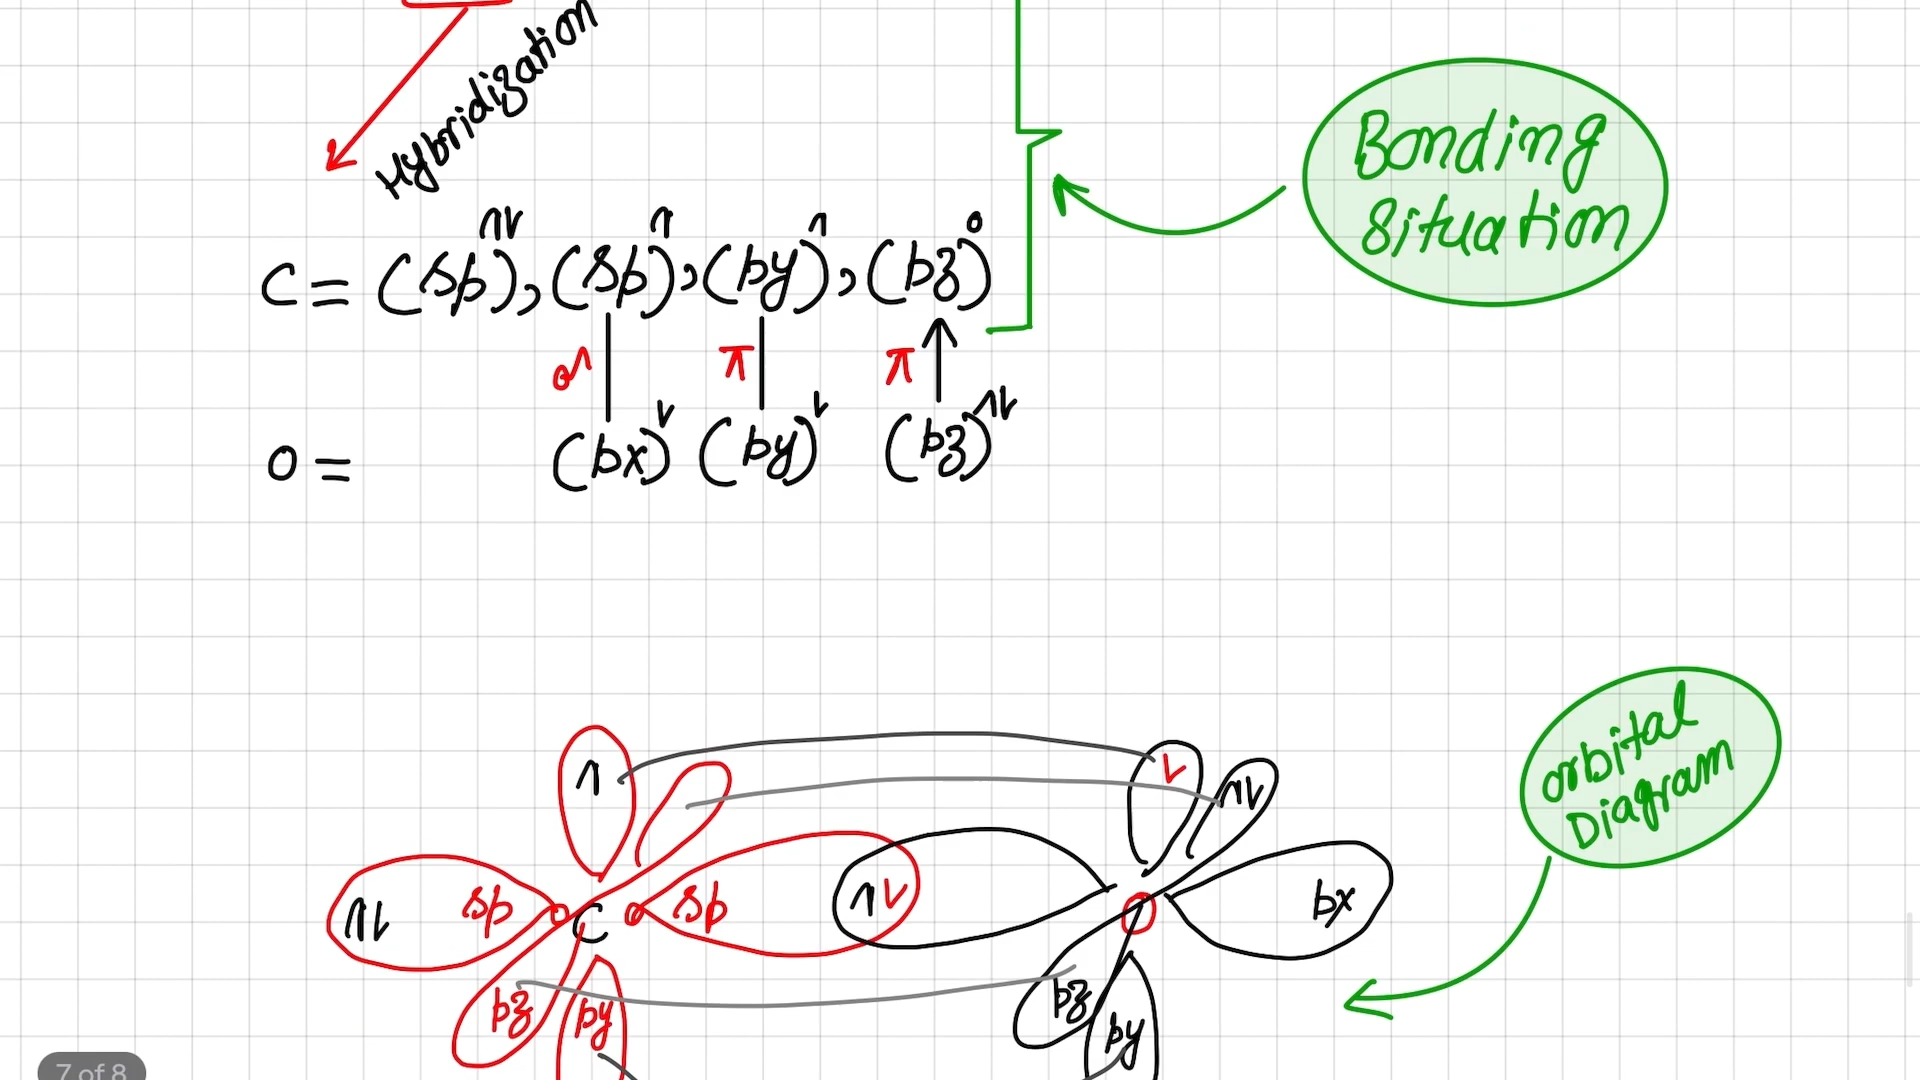 Hybridization
Bonding
Situation
C = (sp)↿⇂, (sp)↿, (py)↿, (pz)°
σ π π
O = (px)⇂ (py)⇂ (pz)↿⇂
orbital
Diagram
↿ ⇂ ↿⇂
↿⇂ sp C sp ↿⇂ O px
pz py pz py
7 of 8